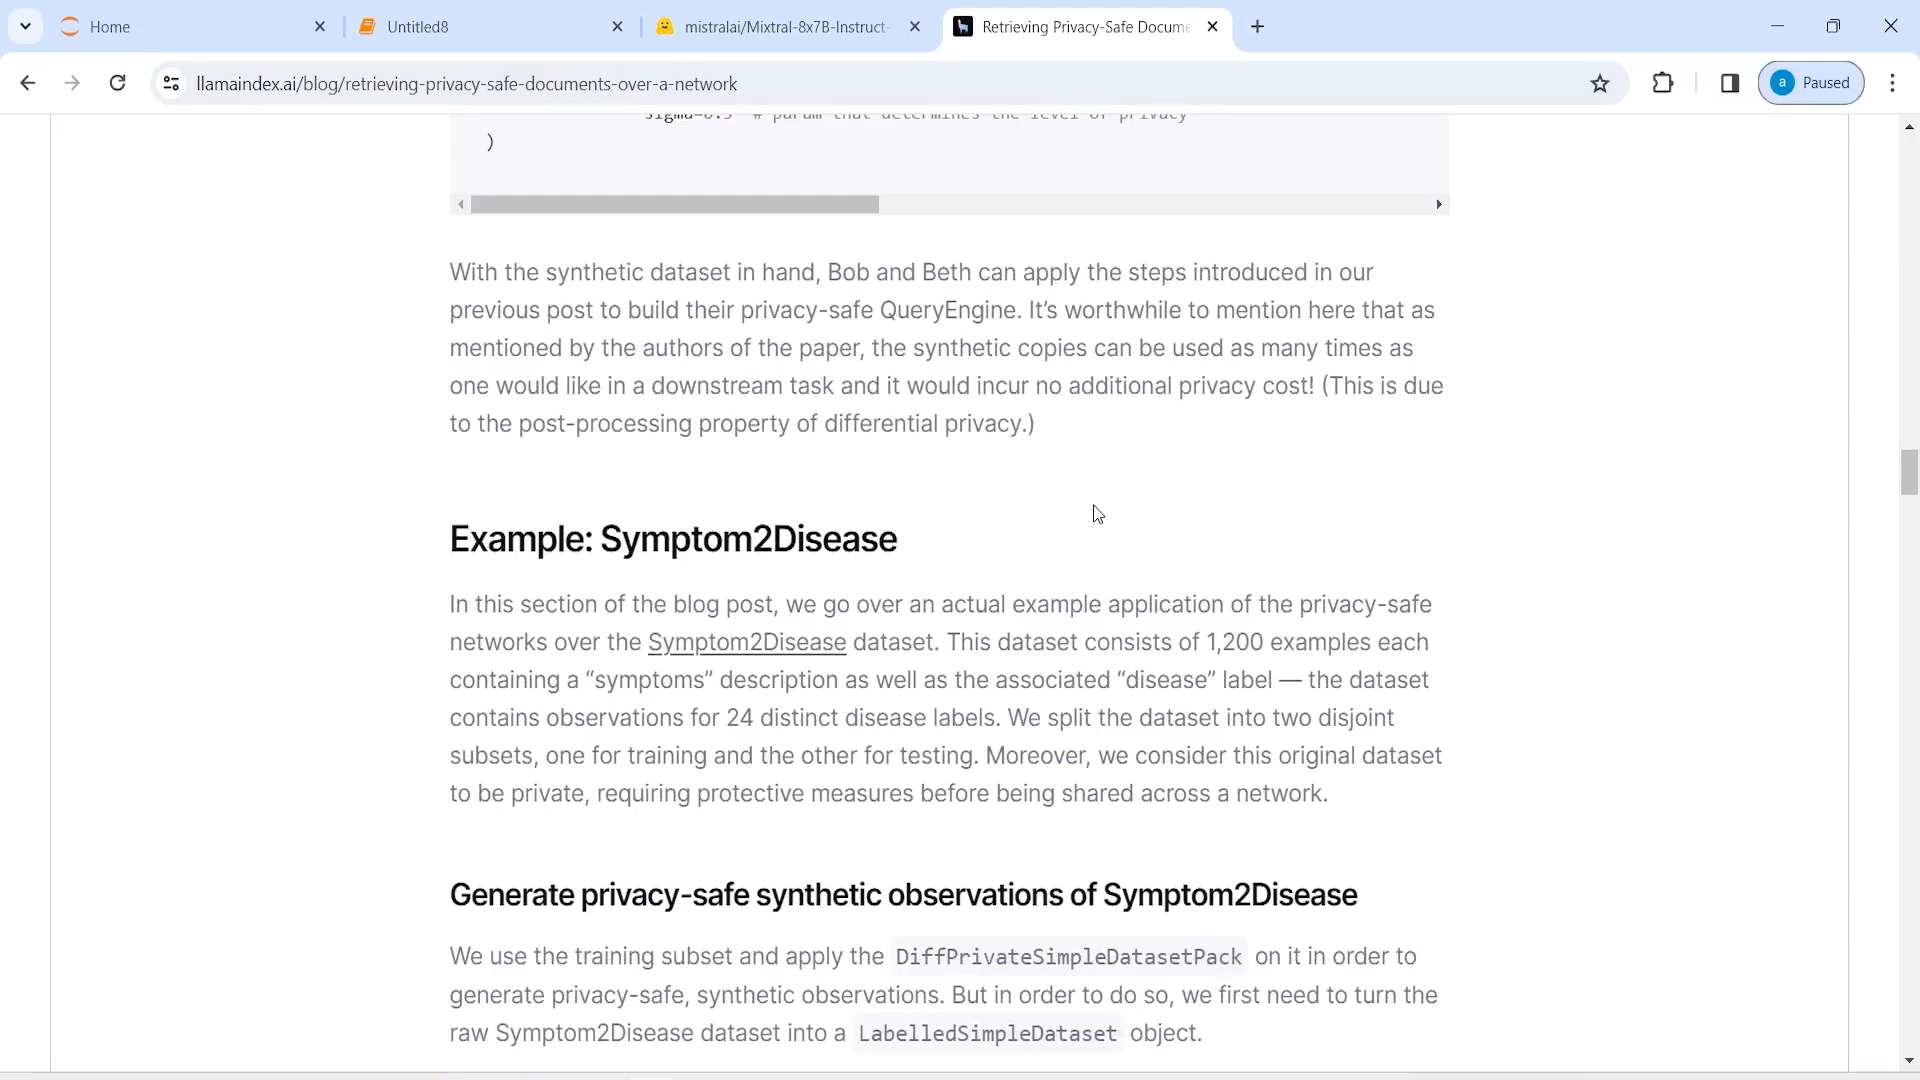 Home
Untitled8
mistralai/Mixtral-8x7B-Instruct-
Retrieving Privacy-Safe Docume
llamaindex.ai/blog/retrieving-privacy-safe-documents-over-a-network
a
Paused
# param that determines the level of privacy
)
With the synthetic dataset in hand, Bob and Beth can apply the steps introduced in our
previous post to build their privacy-safe QueryEngine. It’s worthwhile to mention here that as
mentioned by the authors of the paper, the synthetic copies can be used as many times as
one would like in a downstream task and it would incur no additional privacy cost! (This is due
to the post-processing property of differential privacy.)
Example: Symptom2Disease
In this section of the blog post, we go over an actual example application of the privacy-safe
networks over the Symptom2Disease dataset. This dataset consists of 1,200 examples each
containing a “symptoms” description as well as the associated “disease” label — the dataset
contains observations for 24 distinct disease labels. We split the dataset into two disjoint
subsets, one for training and the other for testing. Moreover, we consider this original dataset
to be private, requiring protective measures before being shared across a network.
Generate privacy-safe synthetic observations of Symptom2Disease
We use the training subset and apply the DiffPrivateSimpleDatasetPack on it in order to
generate privacy-safe, synthetic observations. But in order to do so, we first need to turn the
raw Symptom2Disease dataset into a LabelledSimpleDataset object.